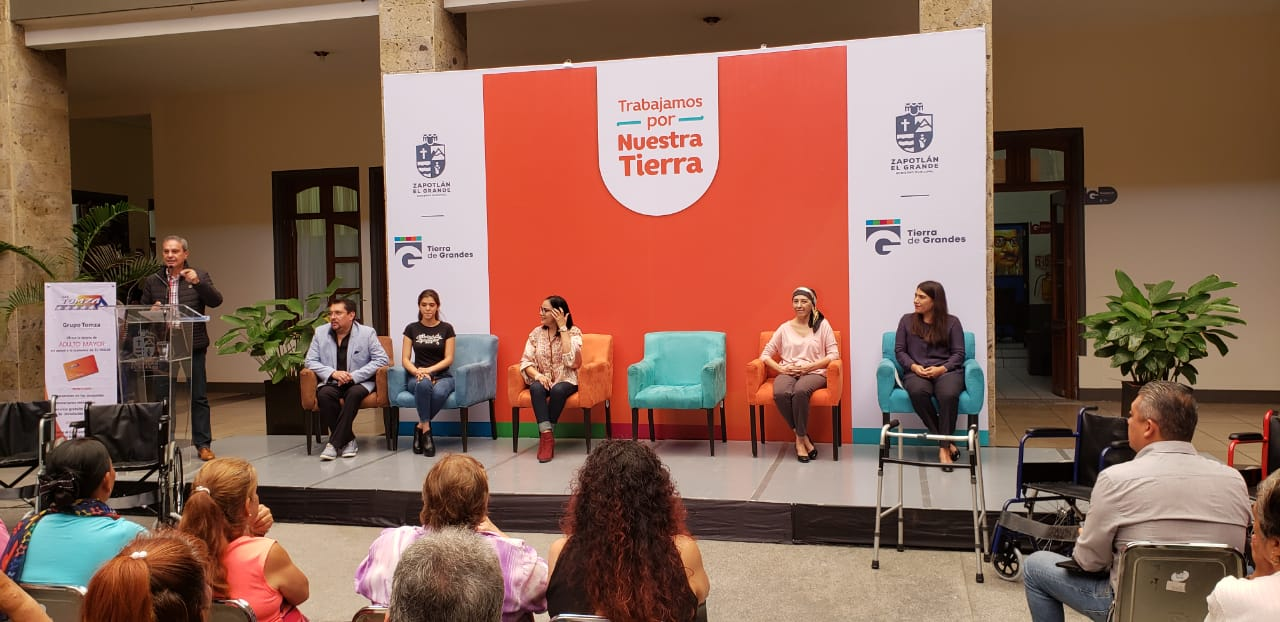 Trabajamos
por
Nuestra
Tierra
ZAPOTLÁN
EL GRANDE
Tierra
de Grandes
ZAPOTLÁN
EL GRANDE
Tierra
de Grandes
TOMZA
Grupo Tomza
ADULTO MAYOR